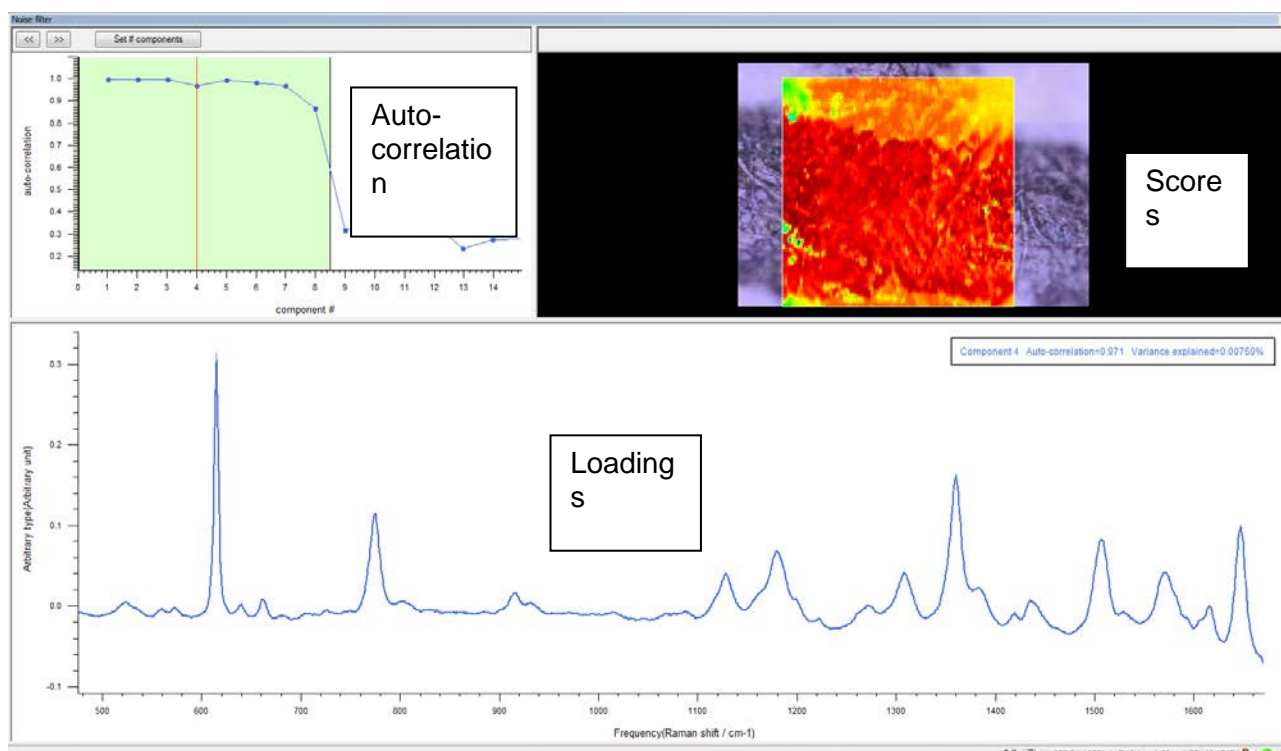 Noise filter
<< >> Set # components
Auto-
correlatio
n
Score
s
auto-correlation
1.0
0.9
0.8
0.6
0.5
0.4
0.3
0.2
0 1 2 3 4 5 6 7 8 9 10 11 12 13 14
component #
Component 4 Auto-correlation=0.971 Variance explained=0.00750%
Loading
s
Arbitrary type(Arbitrary unit)
0.3
0.2
0.1
0.0
-0.1
500 600 700 800 900 1000 1100 1200 1300 1400 1500 1600
Frequency(Raman shift / cm-1)